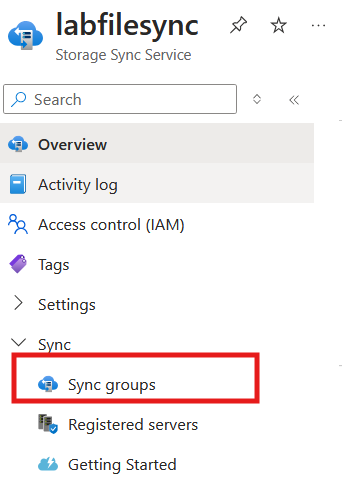 labfilesync
Storage Sync Service
Search
Overview
Activity log
Access control (IAM)
Tags
Settings
Sync
Sync groups
Registered servers
Getting Started